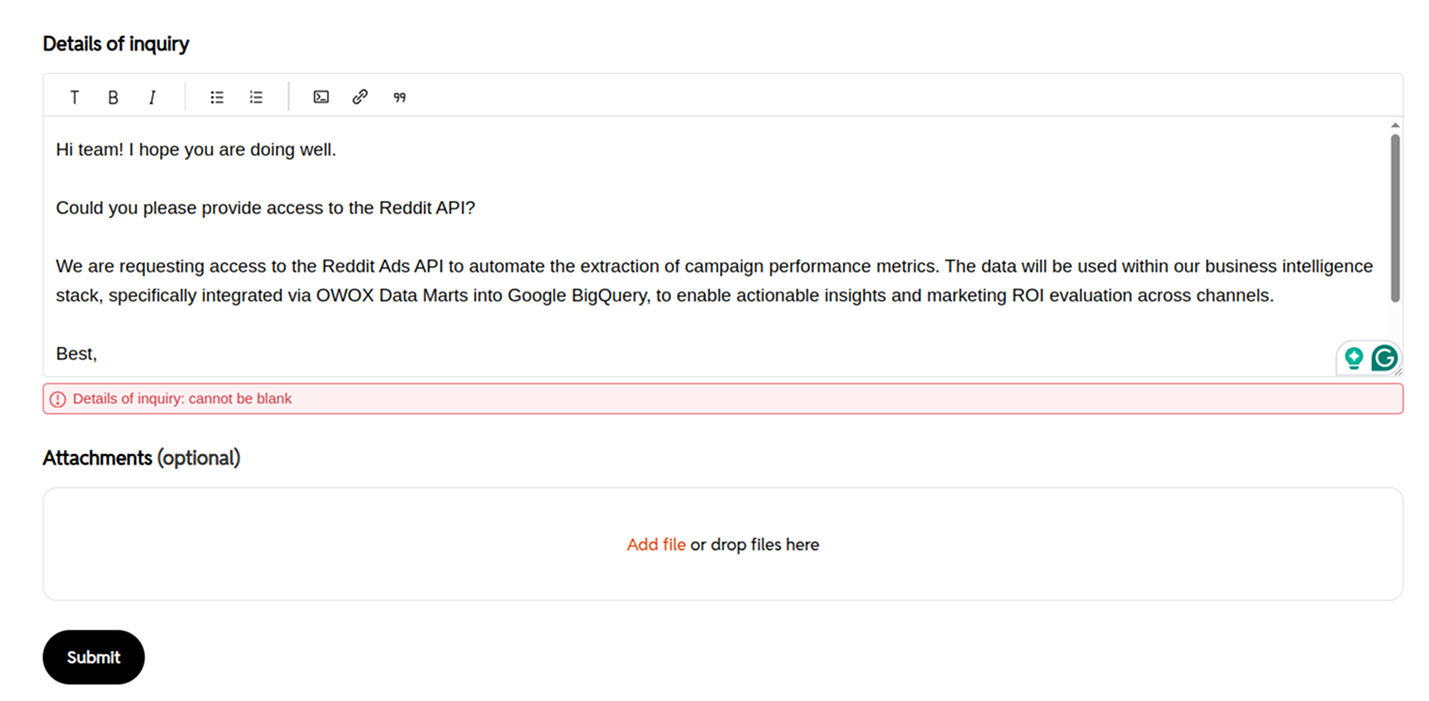 Details of inquiry
T B I 99
Hi team! I hope you are doing well.
Could you please provide access to the Reddit API?
We are requesting access to the Reddit Ads API to automate the extraction of campaign performance metrics. The data will be used within our business intelligence
stack, specifically integrated via OWOX Data Marts into Google BigQuery, to enable actionable insights and marketing ROI evaluation across channels.
Best,
Details of inquiry: cannot be blank
Attachments (optional)
Add file or drop files here
Submit